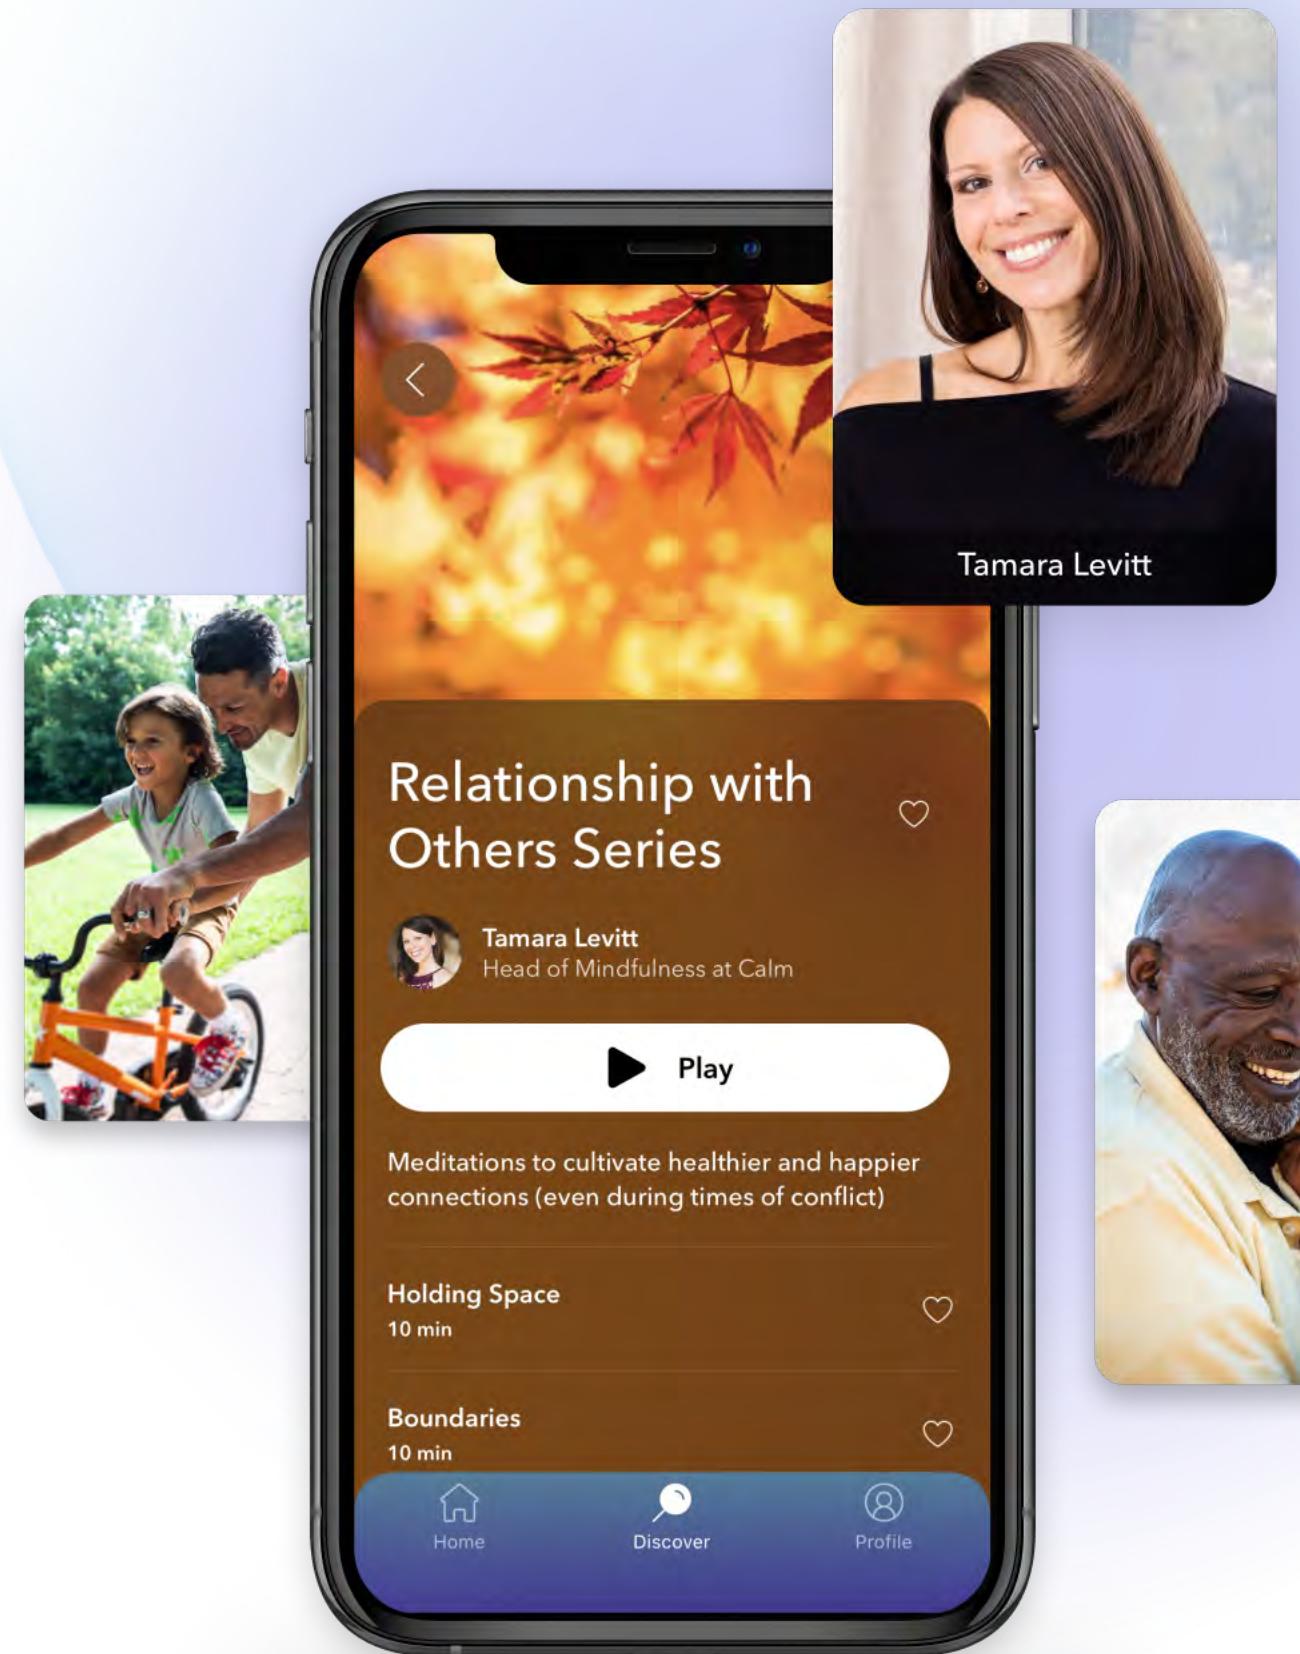 Tamara Levitt
Relationship with
Others Series
Tamara Levitt
Head of Mindfulness at Calm
Play
Meditations to cultivate healthier and happier
connections (even during times of conflict)
Holding Space
10 min
Boundaries
10 min
Home
Discover
Profile